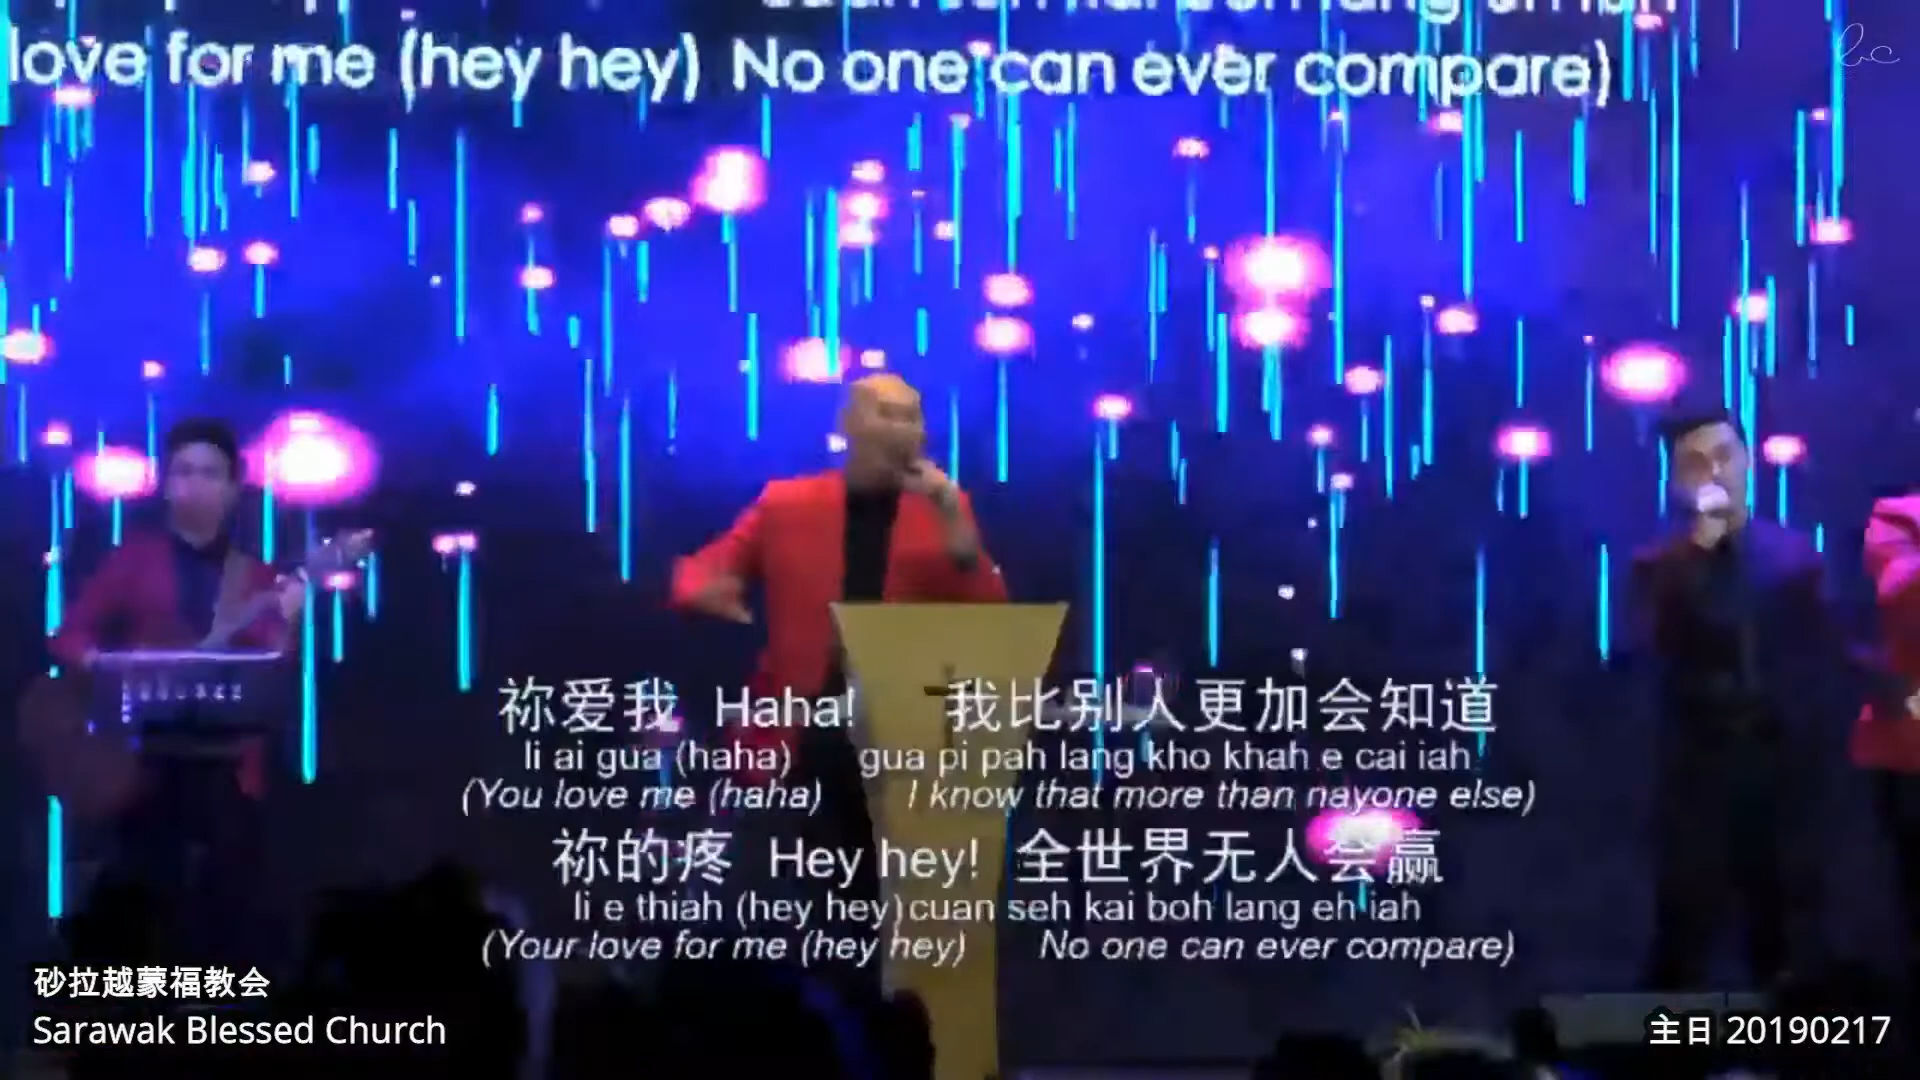 love for me (hey hey) No one can ever compare)
祢爱我 Haha! 我比别人更加会知道
li ai gua (haha) gua pi pah lang kho khah e cai iah
(You love me (haha) I know that more than nayone else)
祢的疼 Hey hey! 全世界无人会赢
li e thiah (hey hey) cuan seh kai boh lang eh iah
(Your love for me (hey hey) No one can ever compare)
砂拉越蒙福教会
Sarawak Blessed Church
主日 20190217